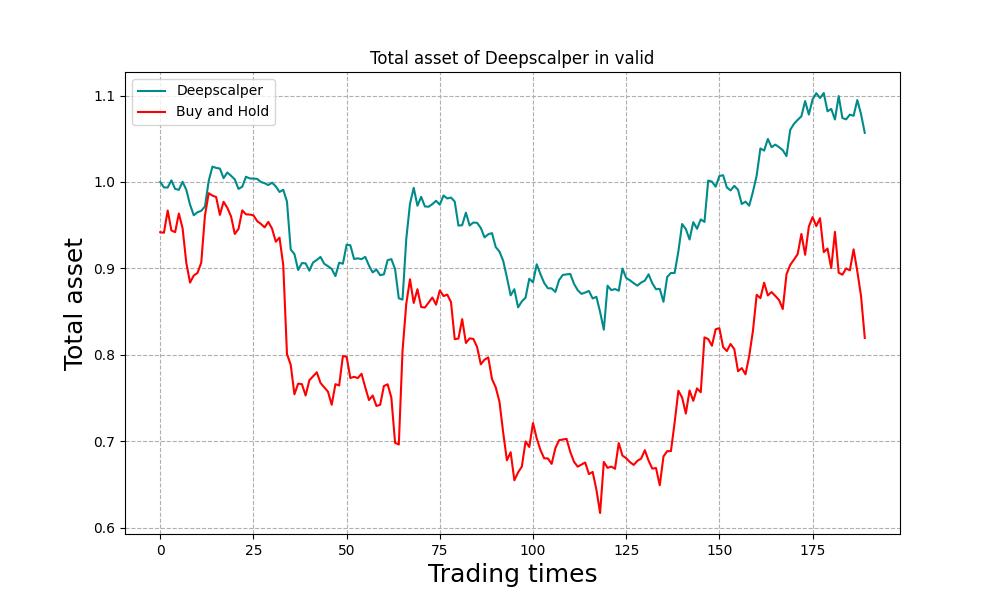 Total asset of Deepscalper in valid
Deepscalper
Buy and Hold
Total asset
1.1
1.0
0.9
0.8
0.7
0.6
0 25 50 75 100 125 150 175
Trading times